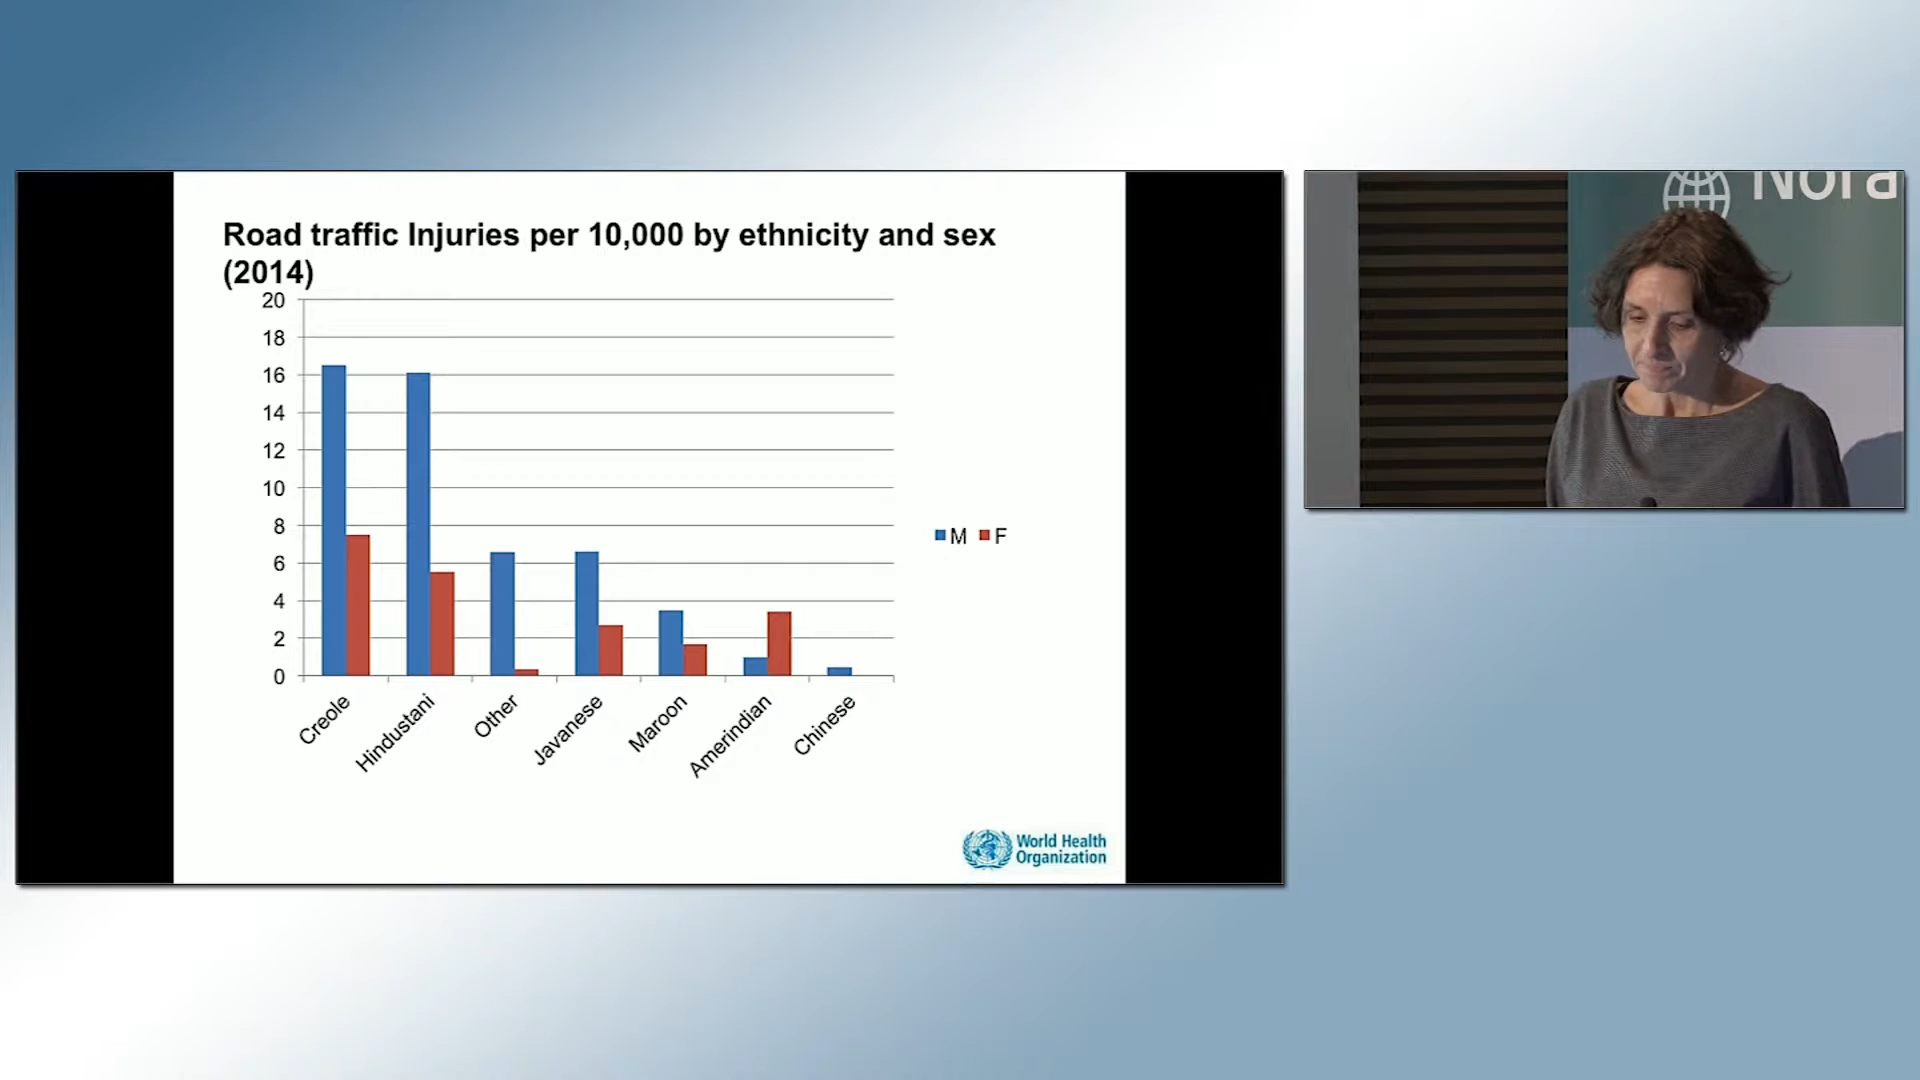 Road traffic Injuries per 10,000 by ethnicity and sex
(2014)
20
18
16
14
12
10
8
6
4
2
0
Creole
Hindustani
Other
Javanese
Maroon
Amerindian
Chinese
M F
World Health
Organization
Nora